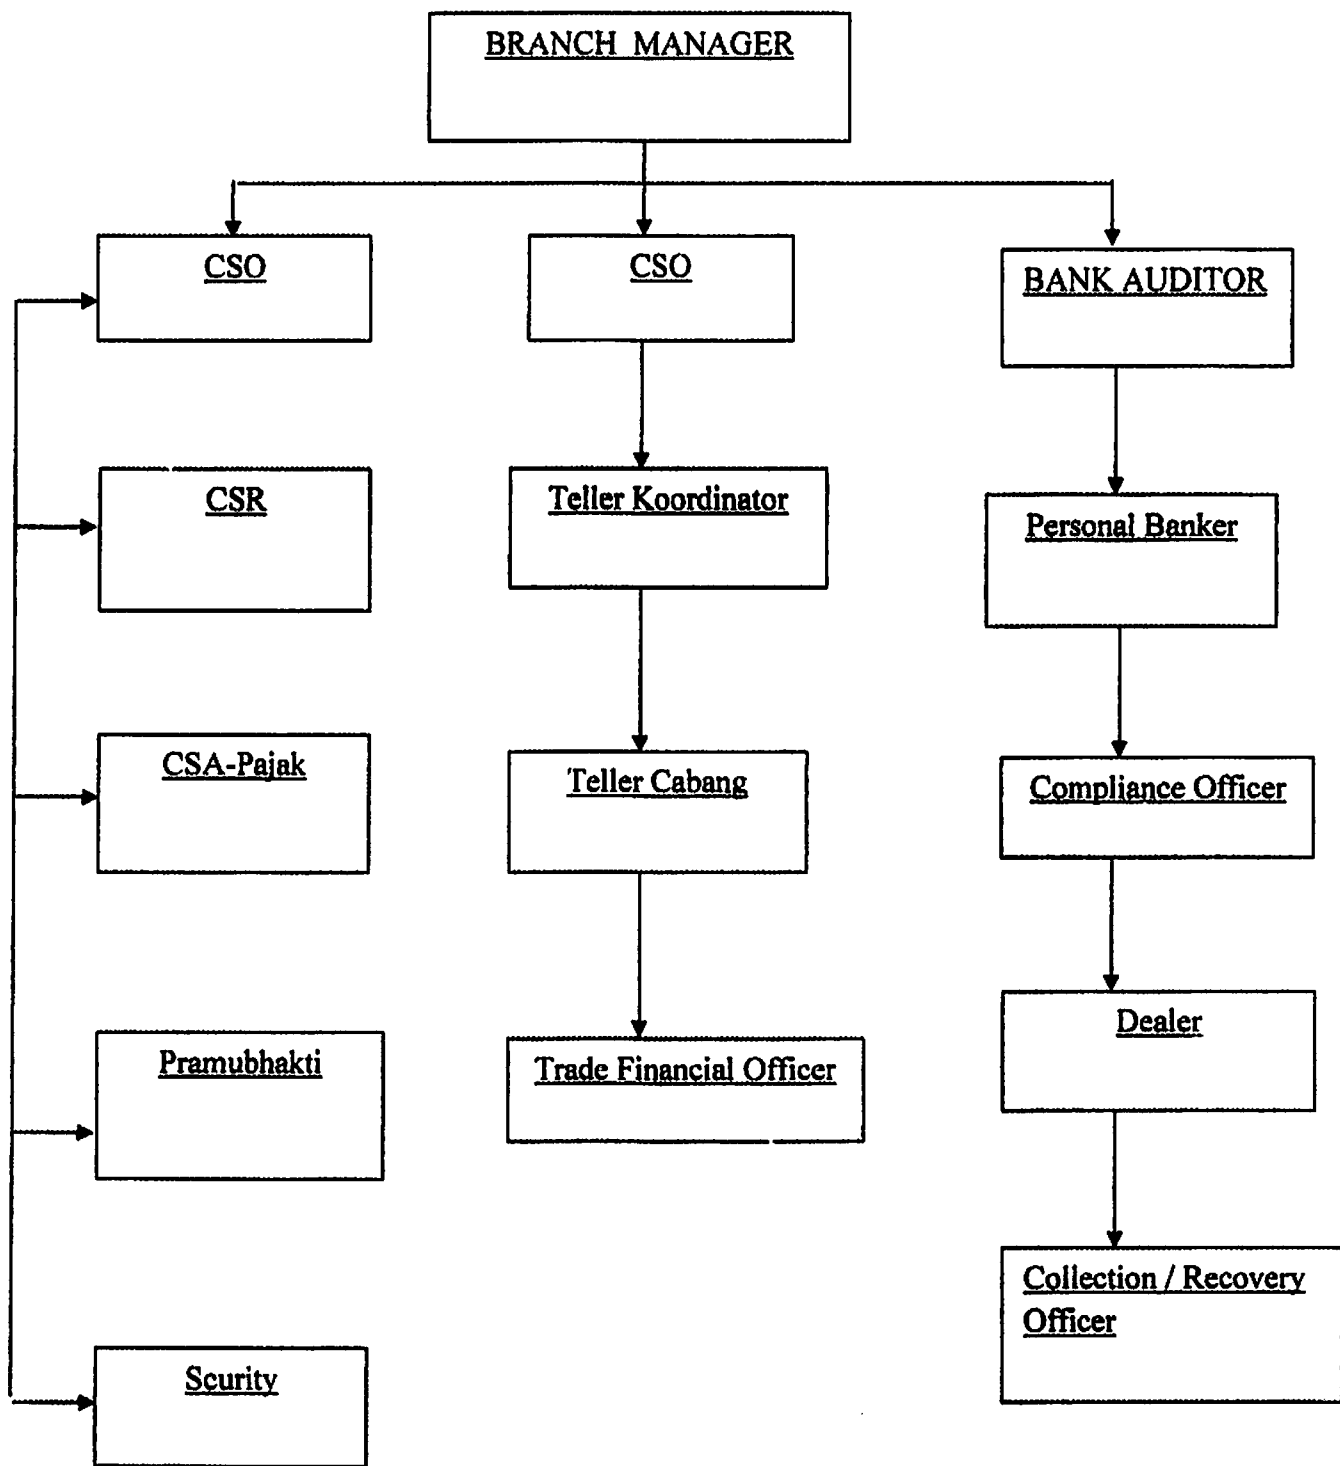 BRANCH MANAGER
CSO
CSO
BANK AUDITOR
CSR
Teller Koordinator
Personal Banker
CSA-Pajak
Teller Cabang
Compliance Officer
Pramubhakti
Trade Financial Officer
Dealer
Scurity
Collection / Recovery
Officer